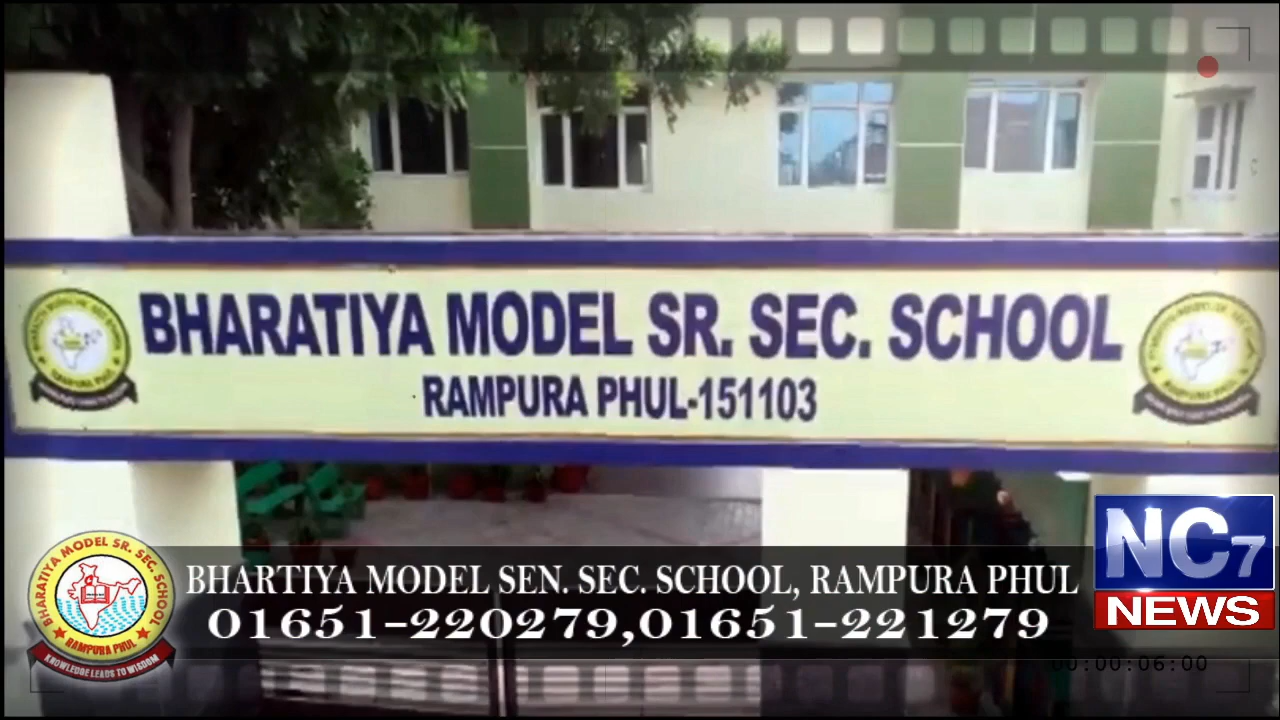 BHARATIYA MODEL SR. SEC. SCHOOL
RAMPURA PHUL-151103
BHARATIYA MODEL SR. SEC. SCHOOL
RAMPURA PHUL
KNOWLEDGE LEADS TO WISDOM
BHARTIYA MODEL SEN. SEC. SCHOOL, RAMPURA PHUL
01651-220279,01651-221279
NC7
NEWS
00:00:06:00